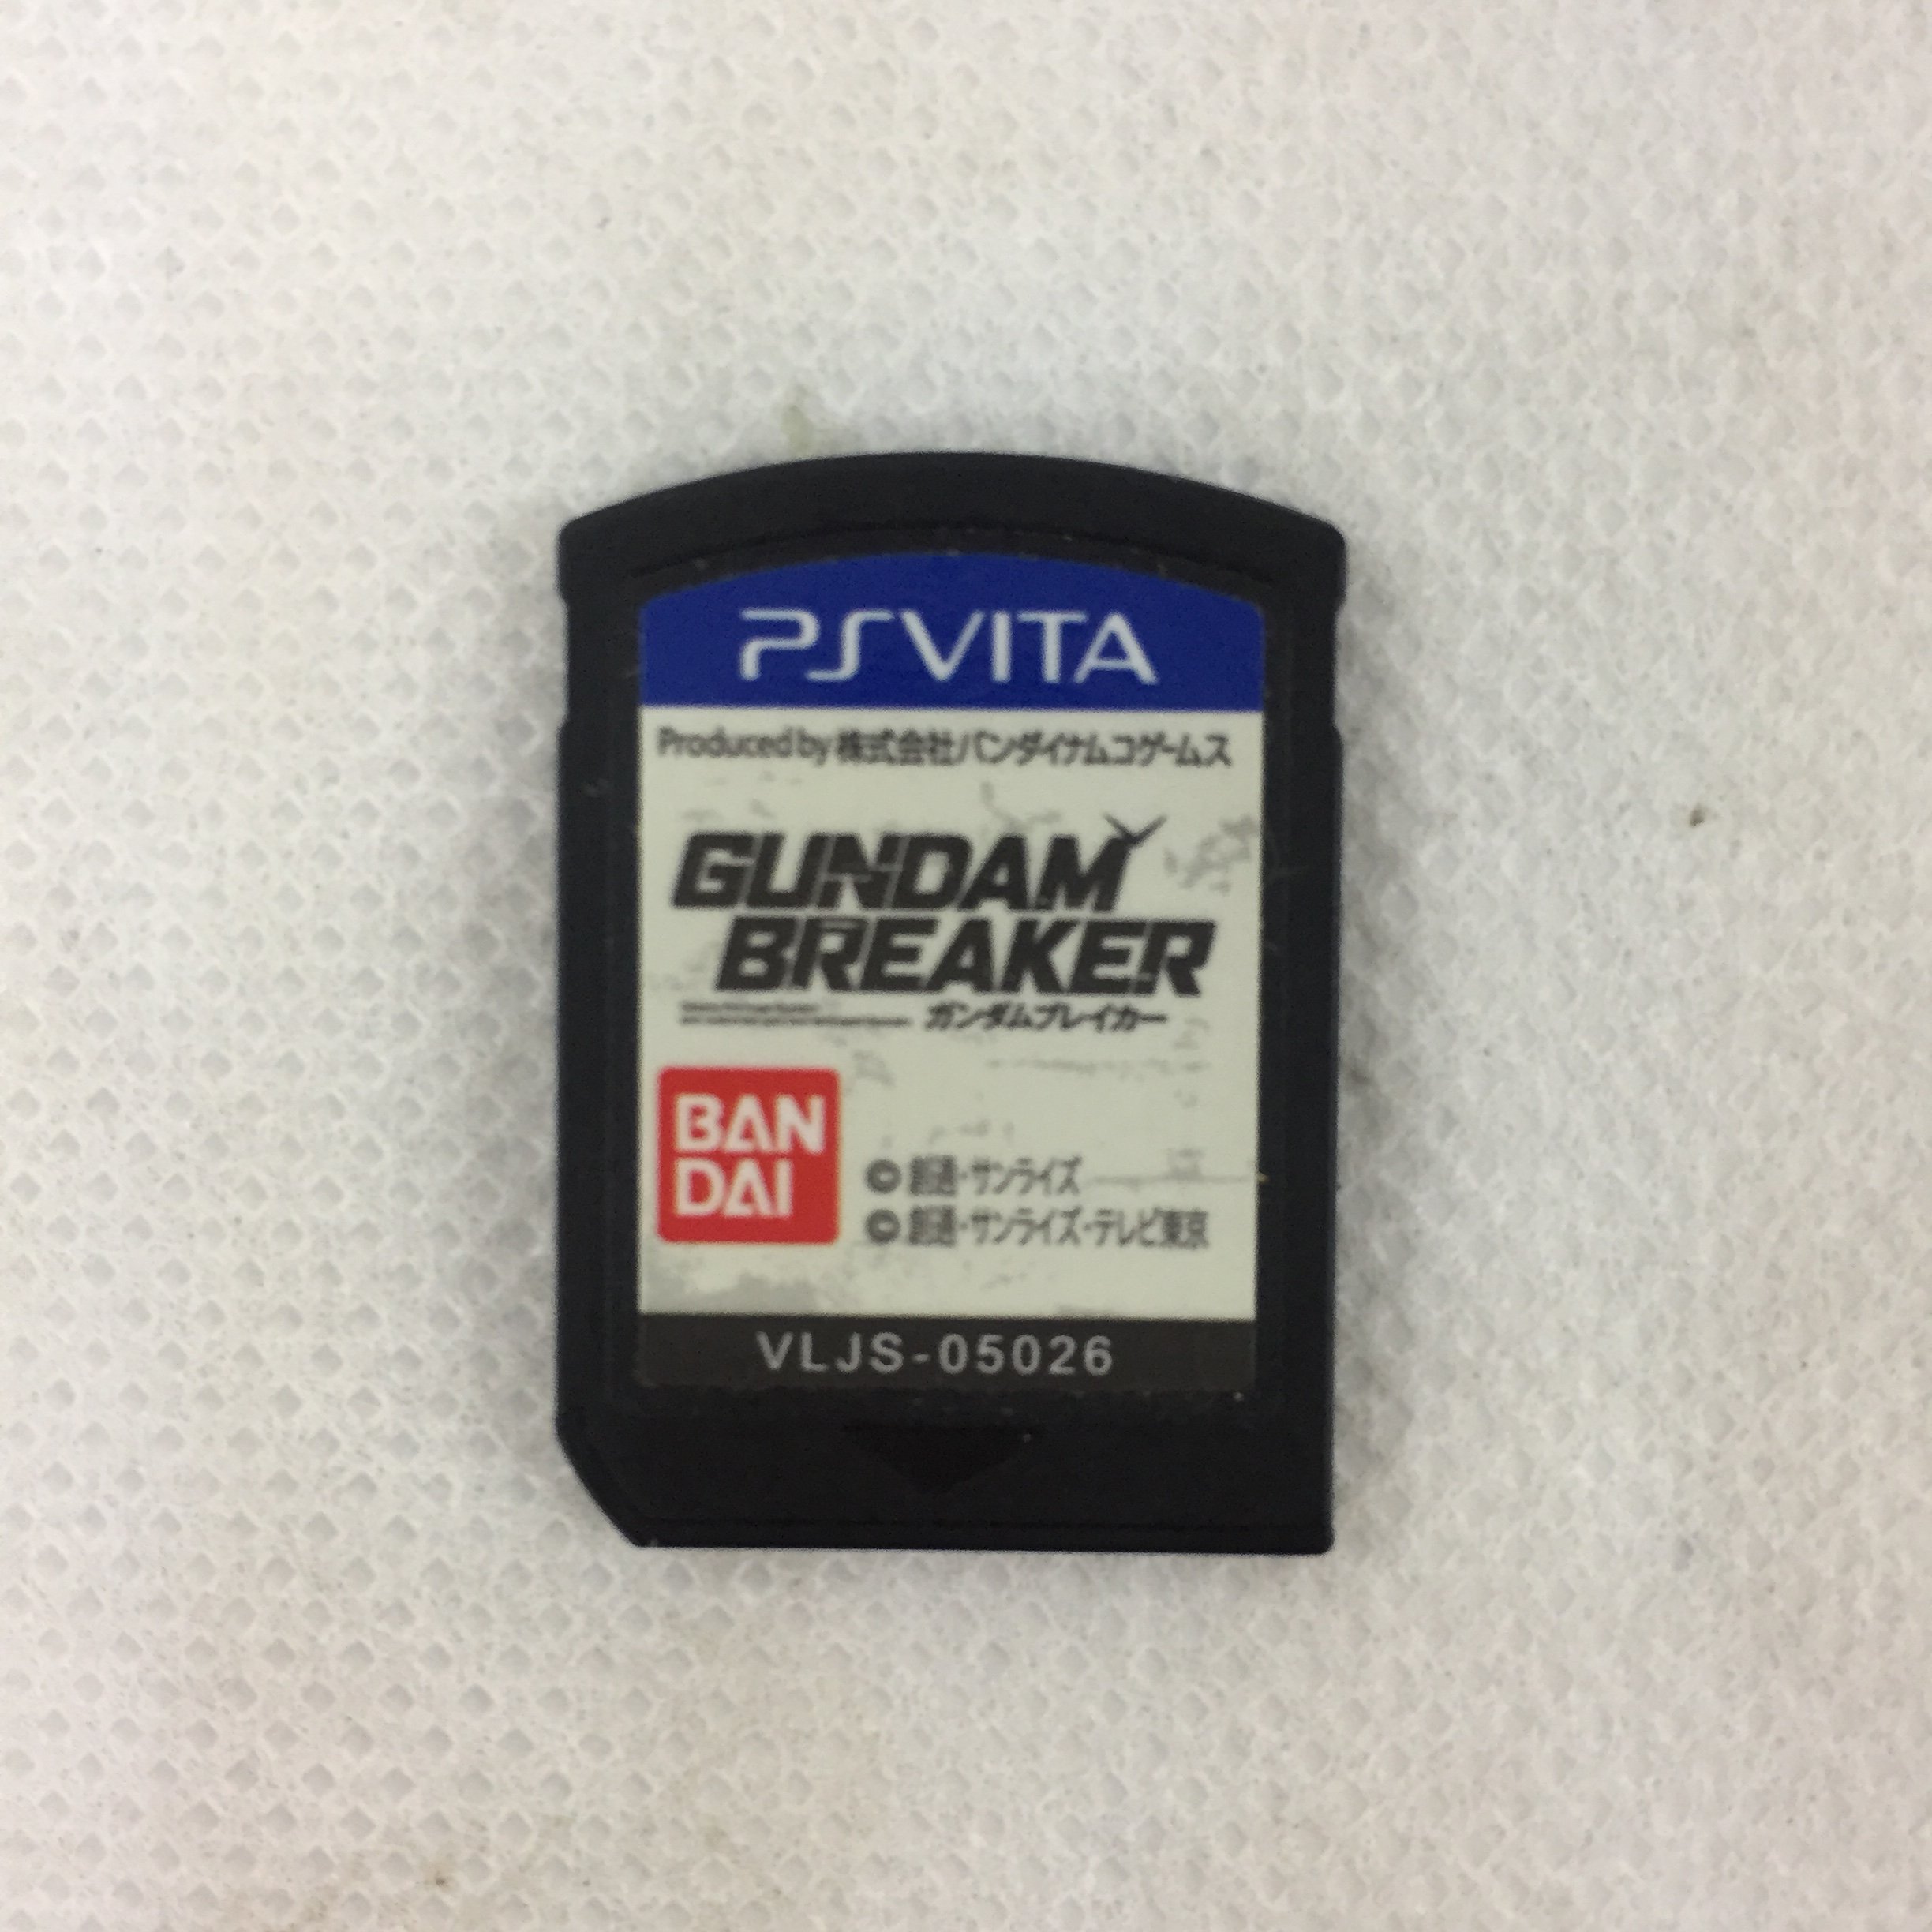 PSVITA
Produced by 株式会社バンダイナムコゲームス
GUNDAM
BREAKER
ガンダムブレイカー
BAN
DAI
© 創通・サンライズ
© 創通・サンライズ・テレビ東京
VLJS-05026